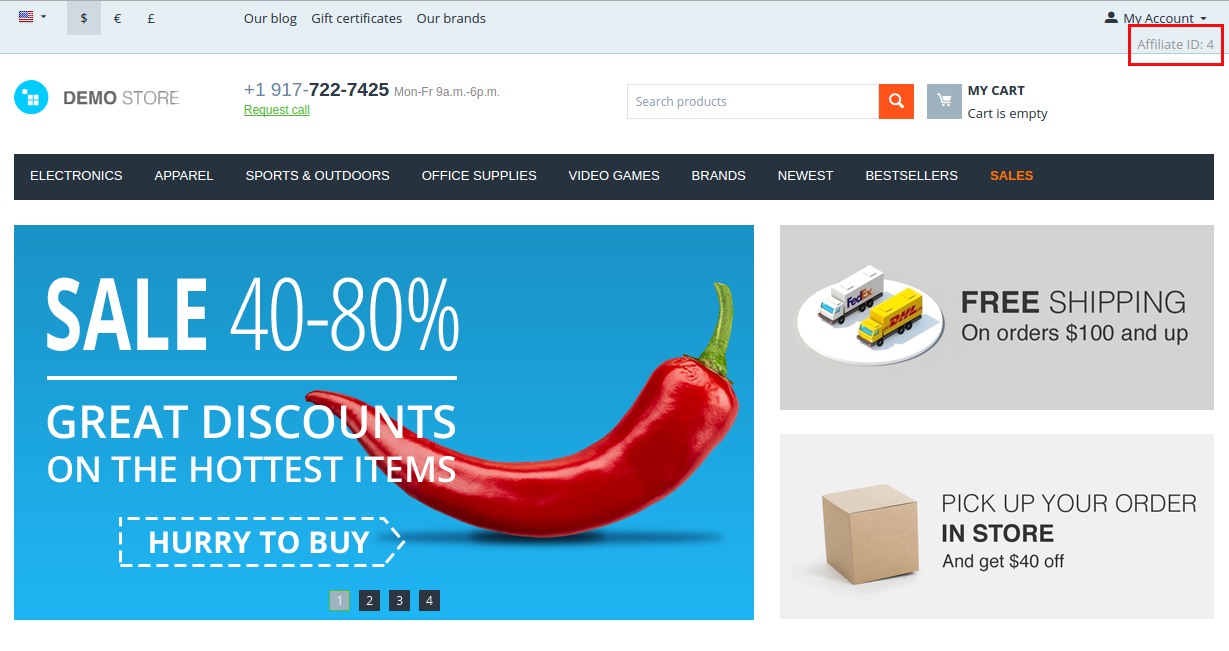 $ € £ Our blog Gift certificates Our brands My Account
Affiliate ID: 4
DEMO STORE
+1 917-722-7425 Mon-Fr 9a.m.-6p.m.
Request call
Search products
MY CART
Cart is empty
ELECTRONICS APPAREL SPORTS & OUTDOORS OFFICE SUPPLIES VIDEO GAMES BRANDS NEWEST BESTSELLERS SALES
SALE 40-80%
GREAT DISCOUNTS
ON THE HOTTEST ITEMS
HURRY TO BUY
1 2 3 4
FedEx
DHL
FREE SHIPPING
On orders $100 and up
PICK UP YOUR ORDER
IN STORE
And get $40 off